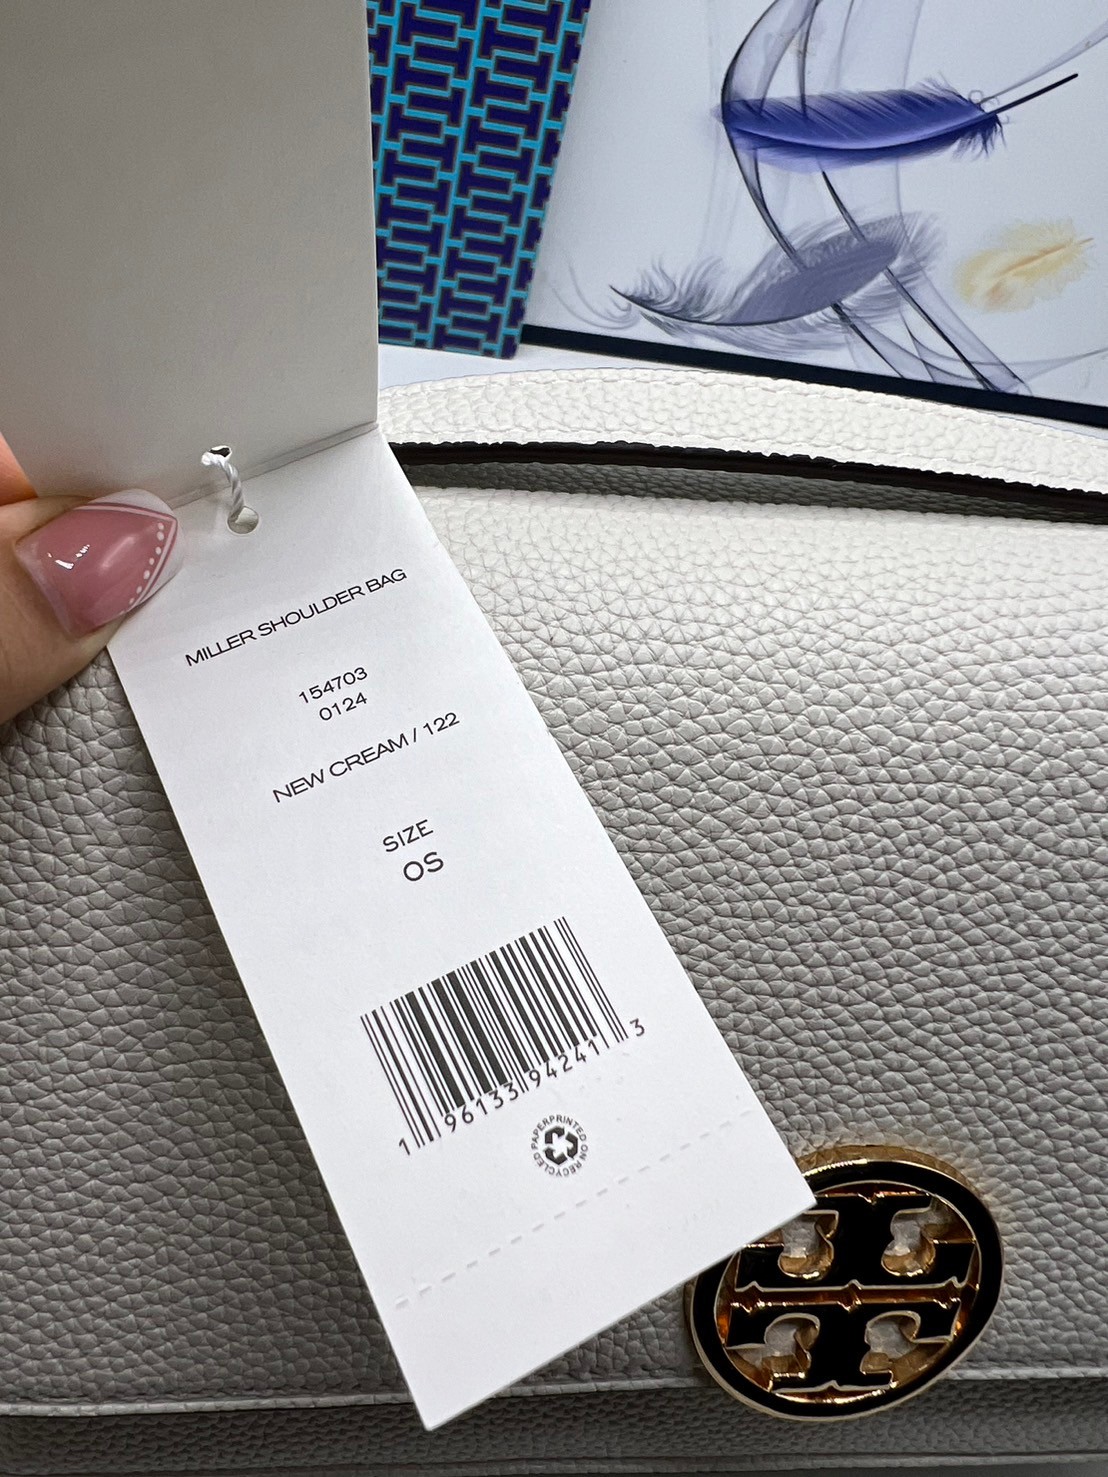 MILLER SHOULDER BAG
154703
0124
NEW CREAM / 122
SIZE
OS
1 96133 94241 3
PAPER PRINTED ON RECYCLED